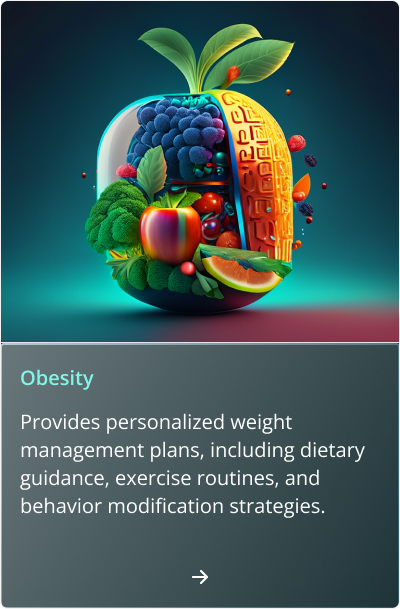 Obesity
Provides personalized weight
management plans, including dietary
guidance, exercise routines, and
behavior modification strategies.